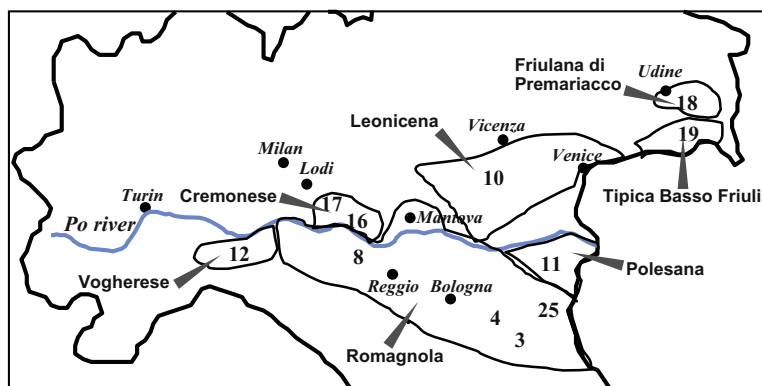 Friulana di
Premariacco
Udine
18
Leonicena
Vicenza
19
Milan
Lodi
Venice
Tipica Basso Friuli
Cremonese
17
10
Turin
16
Mantova
Po river
12
8
11
Polesana
Vogherese
Reggio
Bologna
25
4
3
Romagnola